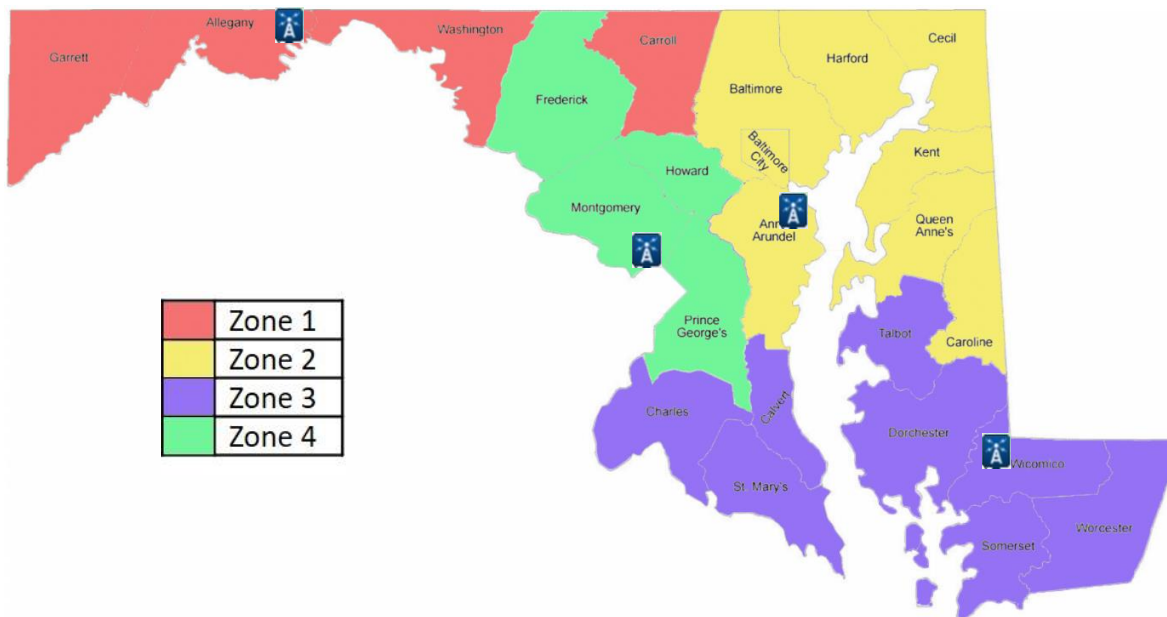 Garrett
Allegany
Washington
Frederick
Carroll
Baltimore
Harford
Cecil
Baltimore
City
Howard
Kent
Montgomery
Ann
Arundel
Queen
Anne's
Prince
George's
Talbot
Caroline
Charles
Calvert
Dorchester
St. Mary's
Wicomico
Somerset
Worcester
Zone 1
Zone 2
Zone 3
Zone 4